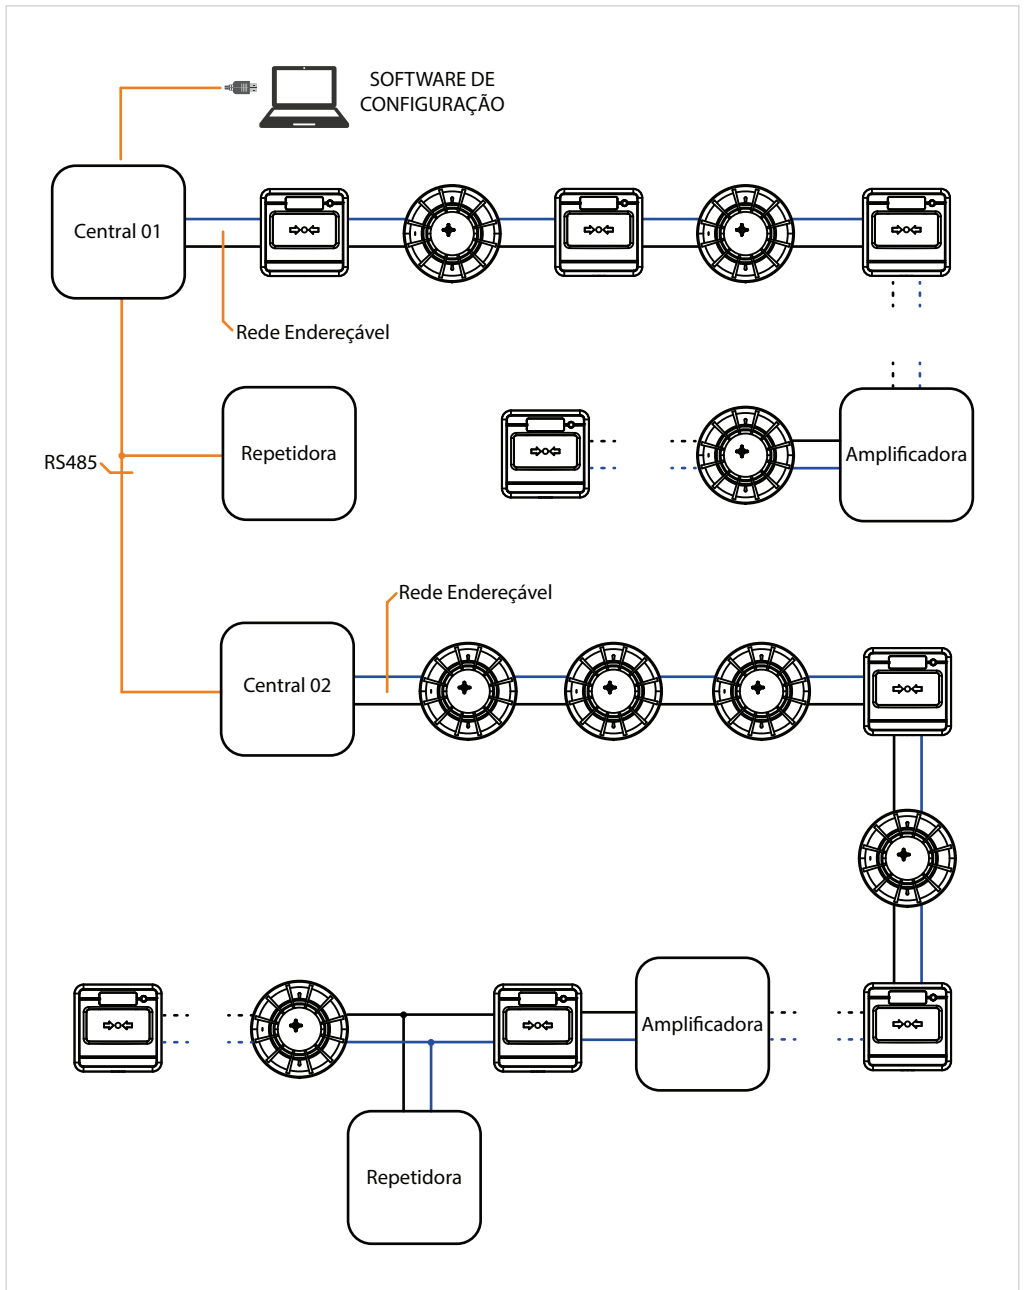 SOFTWARE DE
CONFIGURAÇÃO
Central 01
Rede Endereçável
Repetidora
RS485
Amplificadora
Rede Endereçável
Central 02
Amplificadora
Repetidora